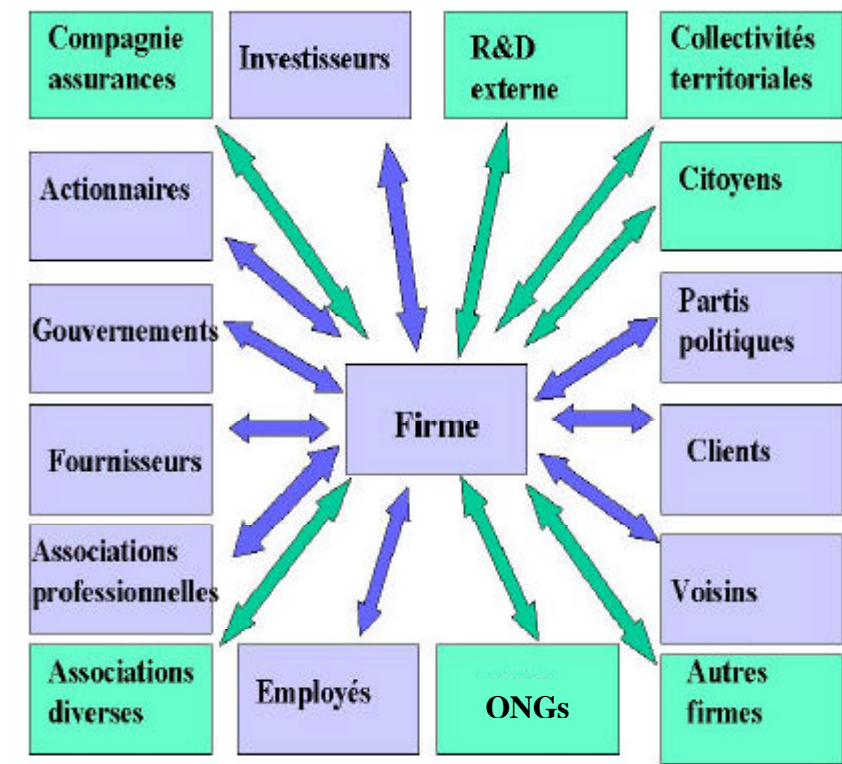 Compagnie
assurances
Investisseurs
R&D
externe
Collectivités
territoriales
Actionnaires
Citoyens
Gouvernements
Partis
politiques
Firme
Fournisseurs
Clients
Associations
professionnelles
Voisins
Associations
diverses
Employés
ONGs
Autres
firmes